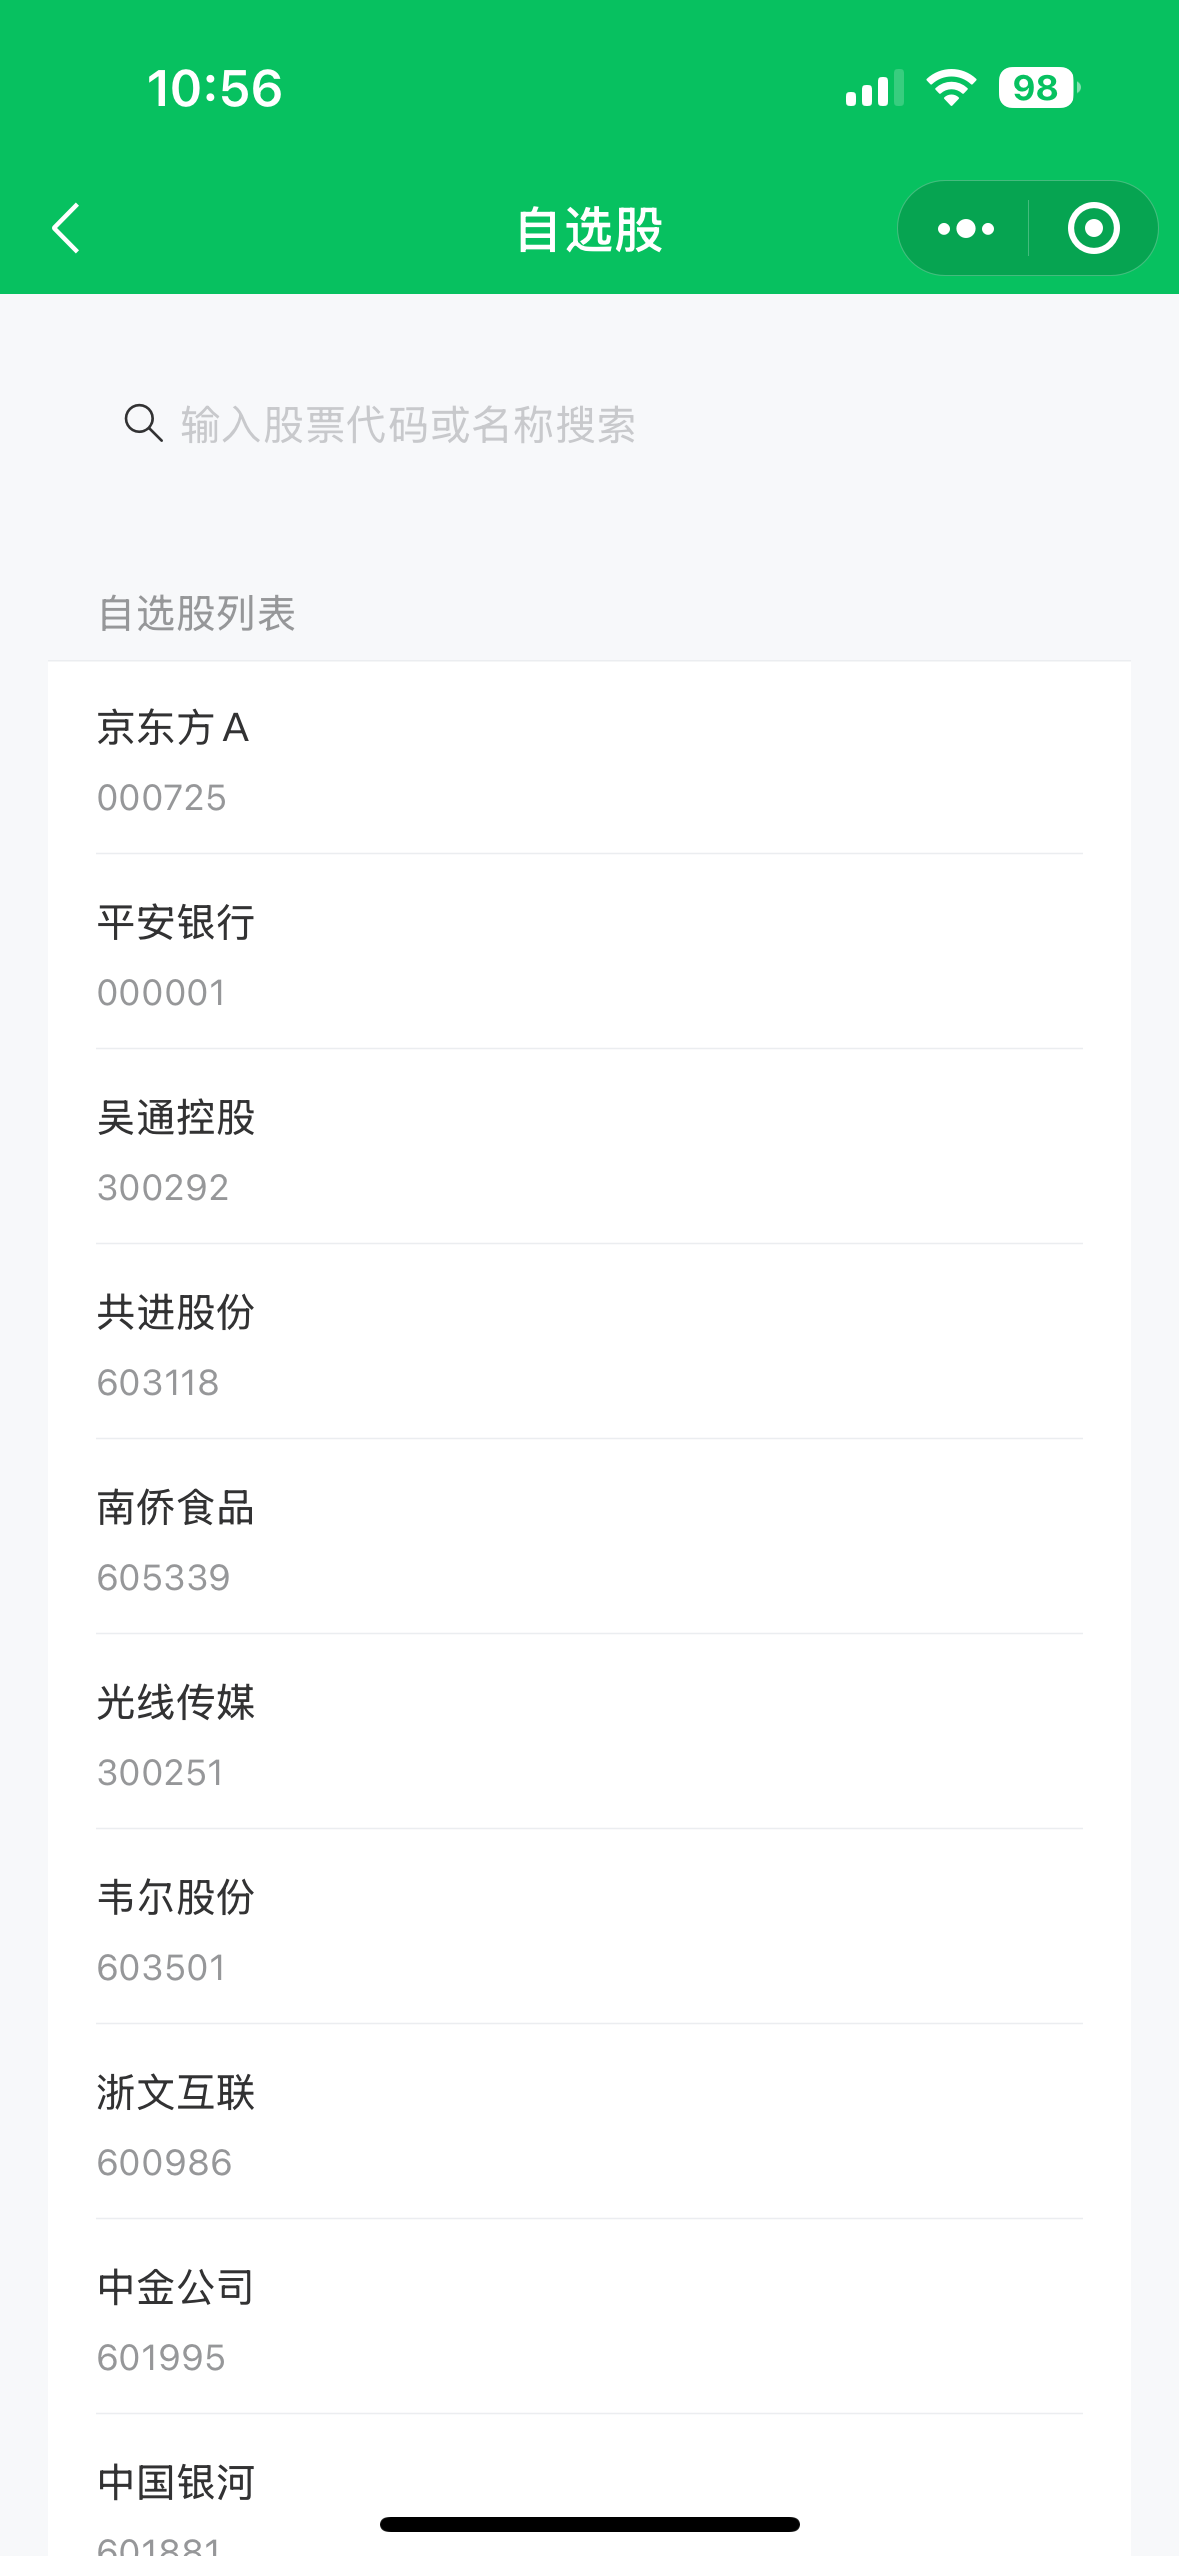 10:56
98
自选股
输入股票代码或名称搜索
自选股列表
京东方A
000725
平安银行
000001
吴通控股
300292
共进股份
603118
南侨食品
605339
光线传媒
300251
韦尔股份
603501
浙文互联
600986
中金公司
601995
中国银河
601881